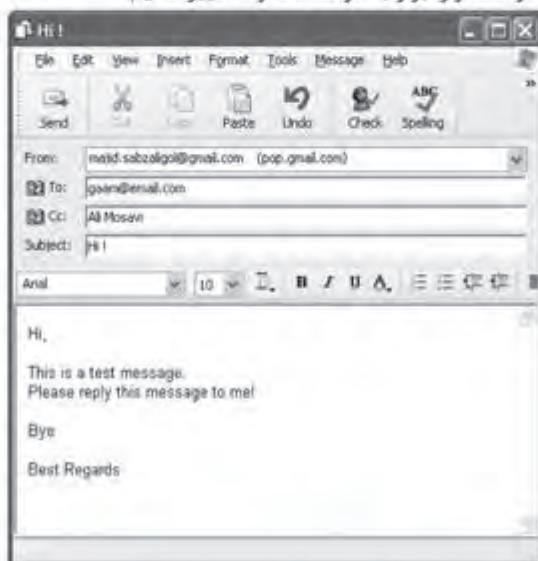 Hi !
File Edit View Insert Format Tools Message Help
Send Cut Copy Paste Undo Check Spelling
From: majid.sabzaligol@gmail.com (pop.gmail.com)
To: gaam@email.com
Cc: Ali Mosavi
Subject: Hi !
Arial 10 B I U A
Hi,
This is a test message.
Please reply this message to me!
Bye
Best Regards